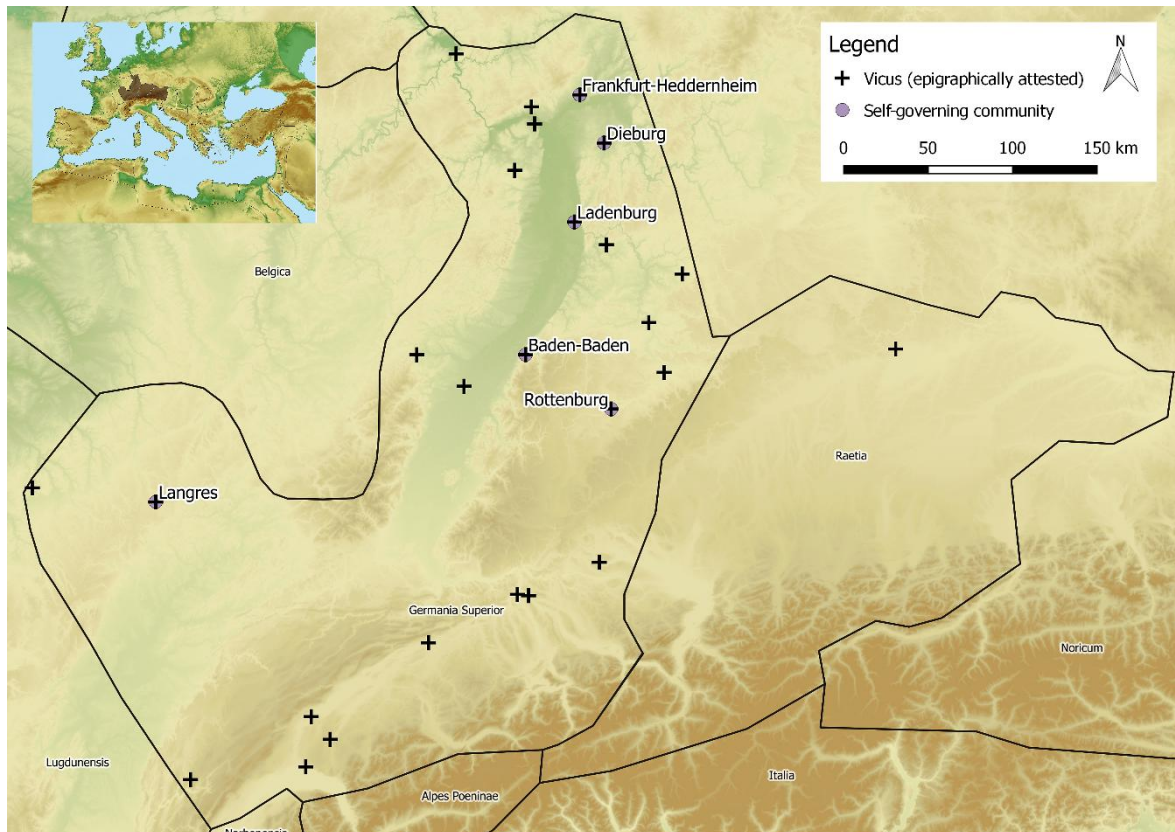 Legend
N
Vicus (epigraphically attested)
Self-governing community
0 50 100 150 km
Frankfurt-Heddernheim
Dieburg
Ladenburg
Belgica
Baden-Baden
Rottenburg
Raetia
Langres
Germania Superior
Noricum
Lugdunensis
Italia
Alpes Poeninae
Narbonensis